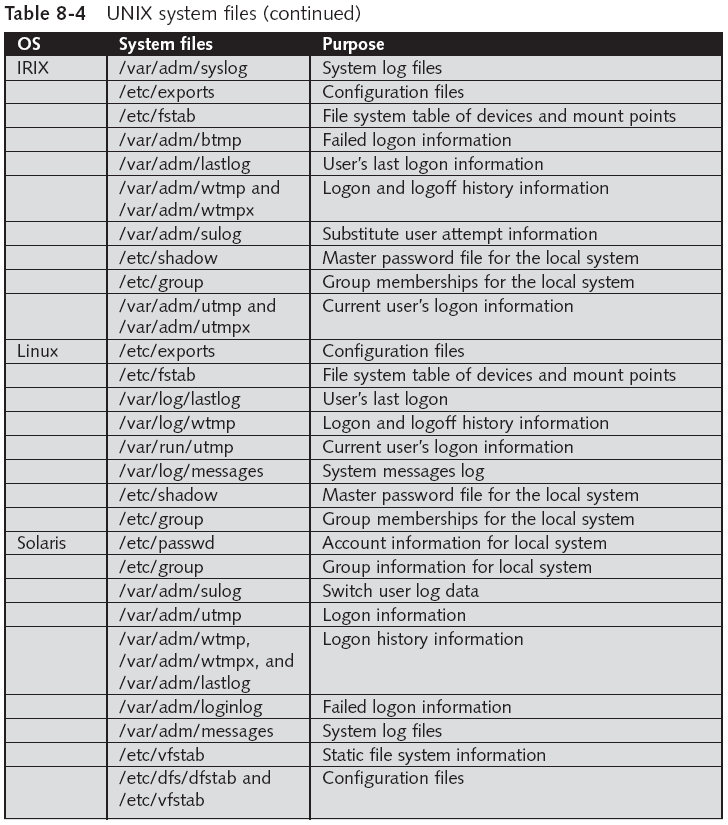 Table 8-4 UNIX system files (continued)
OS System files Purpose
IRIX /var/adm/syslog System log files
/etc/exports Configuration files
/etc/fstab File system table of devices and mount points
/var/adm/btmp Failed logon information
/var/adm/lastlog User's last logon information
/var/adm/wtmp and Logon and logoff history information
/var/adm/wtmpx
/var/adm/sulog Substitute user attempt information
/etc/shadow Master password file for the local system
/etc/group Group memberships for the local system
/var/adm/utmp and Current user's logon information
/var/adm/utmpx
Linux /etc/exports Configuration files
/etc/fstab File system table of devices and mount points
/var/log/lastlog User's last logon
/var/log/wtmp Logon and logoff history information
/var/run/utmp Current user's logon information
/var/log/messages System messages log
/etc/shadow Master password file for the local system
/etc/group Group memberships for the local system
Solaris /etc/passwd Account information for local system
/etc/group Group information for local system
/var/adm/sulog Switch user log data
/var/adm/utmp Logon information
/var/adm/wtmp, Logon history information
/var/adm/wtmpx, and
/var/adm/lastlog
/var/adm/loginlog Failed logon information
/var/adm/messages System log files
/etc/vfstab Static file system information
/etc/dfs/dfstab and Configuration files
/etc/vfstab